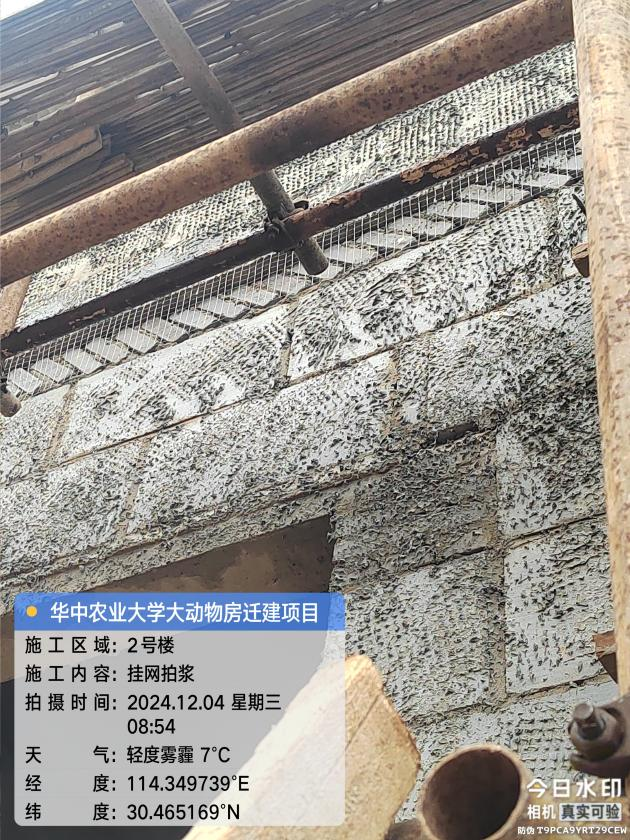 华中农业大学大动物房迁建项目
施工区域：2号楼
施工内容：挂网拍浆
拍摄时间：2024.12.04 星期三
08:54
天气：轻度雾霾 7℃
经度：114.349739°E
纬度：30.465169°N
今日水印
相机 真实可验
防伪 T9PCA9YRT29CEH